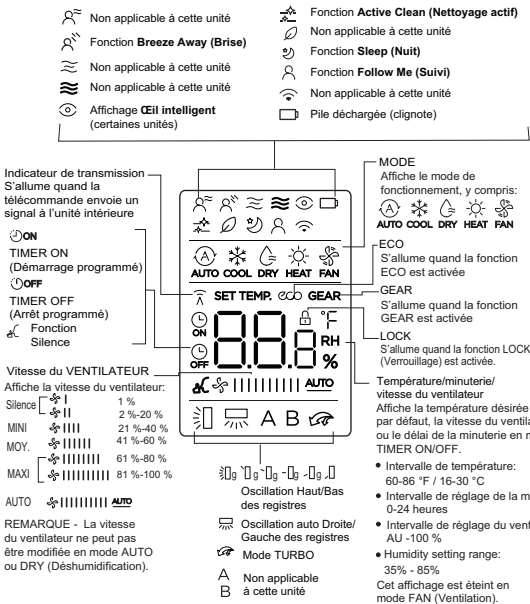 Non applicable à cette unité
Fonction Breeze Away (Brise)
Non applicable à cette unité
Non applicable à cette unité
Affichage Œil intelligent
(certaines unités)
Fonction Active Clean (Nettoyage actif)
Non applicable à cette unité
Fonction Sleep (Nuit)
Fonction Follow Me (Suivi)
Non applicable à cette unité
Pile déchargée (clignote)
Indicateur de transmission
S'allume quand la
télécommande envoie un
signal à l'unité intérieure
ON
TIMER ON
(Démarrage programmé)
OFF
TIMER OFF
(Arrêt programmé)
Fonction
Silence
Vitesse du VENTILATEUR
Affiche la vitesse du ventilateur:
Silence
1 %
2 %-20 %
MINI 21 %-40 %
MOY. 41 %-60 %
MAXI 61 %-80 %
81 %-100 %
AUTO AUTO
REMARQUE - La vitesse
du ventilateur ne peut pas
être modifiée en mode AUTO
ou DRY (Déshumidification).
AUTO COOL DRY HEAT FAN
SET TEMP. eco GEAR
ON
OFF
88.8
°F
RH
%
AUTO
A B
Oscillation Haut/Bas
des registres
Oscillation auto Droite/
Gauche des registres
Mode TURBO
A Non applicable
B à cette unité
MODE
Affiche le mode de
fonctionnement, y compris:
AUTO COOL DRY HEAT FAN
ECO
S'allume quand la fonction
ECO est activée
GEAR
S'allume quand la fonction
GEAR est activée
LOCK
S'allume quand la fonction LOCK
(Verrouillage) est activée.
Température/minuterie/
vitesse du ventilateur
Affiche la température désirée
par défaut, la vitesse du ventila
ou le délai de la minuterie en m
TIMER ON/OFF.
• Intervalle de température:
60-86 °F / 16-30 °C
• Intervalle de réglage de la m
0-24 heures
• Intervalle de réglage du vent
AU -100 %
• Humidity setting range:
35% - 85%
Cet affichage est éteint en
mode FAN (Ventilation).